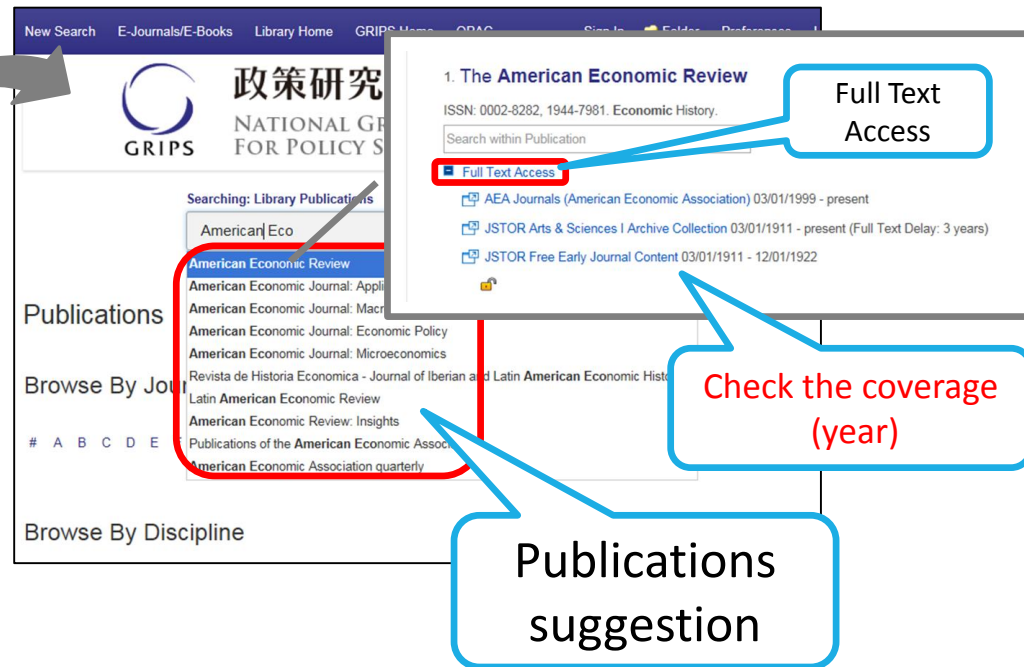 New Search E-Journals/E-Books Library Home GRIPS Home OPAC Sign In Folder Preferences
政策研究
NATIONAL GR
FOR POLICY S
GRIPS
Searching: Library Publications
American Eco
American Economic Review
American Economic Journal: Appli
American Economic Journal: Macr
American Economic Journal: Economic Policy
American Economic Journal: Microeconomics
Revista de Historia Economica - Journal of Iberian and Latin American Economic Histo
Latin American Economic Review
American Economic Review: Insights
Publications of the American Economic Assoc
American Economic Association quarterly
Publications
Browse By Jour
# A B C D E
Browse By Discipline
1. The American Economic Review
ISSN: 0002-8282, 1944-7981. Economic History.
Search within Publication
Full Text Access
AEA Journals (American Economic Association) 03/01/1999 - present
JSTOR Arts & Sciences I Archive Collection 03/01/1911 - present (Full Text Delay: 3 years)
JSTOR Free Early Journal Content 03/01/1911 - 12/01/1922
Full Text
Access
Check the coverage
(year)
Publications
suggestion